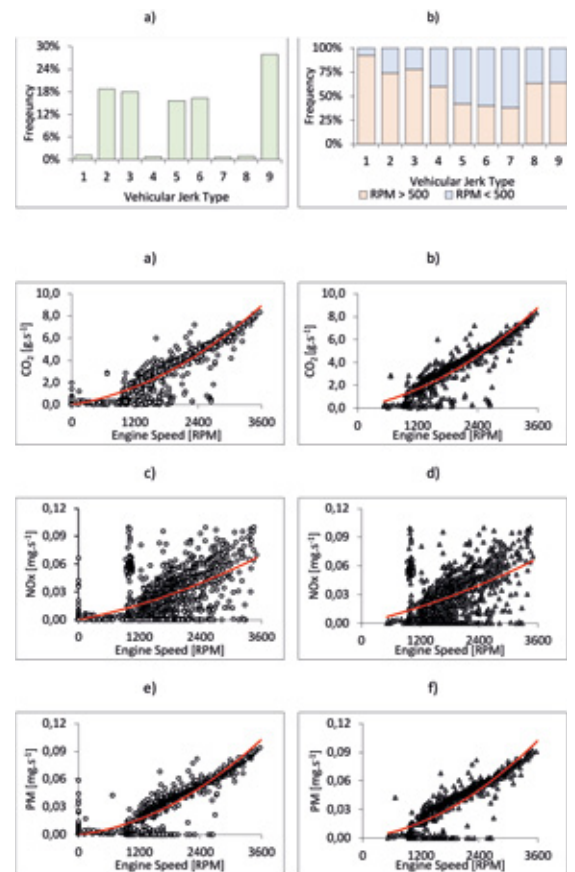 a) b)
30% 24% 18% 12% 6% 0%
Freqeuncy
1 2 3 4 5 6 7 8 9
Vehicular Jerk Type
100% 75% 50% 25% 0%
Frequency
1 2 3 4 5 6 7 8 9
Vehicular Jerk Type
RPM > 500 RPM < 500
a) b)
10,0 8,0 6,0 4,0 2,0 0,0
CO₂ [g.s⁻¹]
0 1200 2400 3600
Engine Speed [RPM]
10,0 8,0 6,0 4,0 2,0 0,0
CO₂ [g.s⁻¹]
0 1200 2400 3600
Engine Speed [RPM]
c) d)
0,12 0,09 0,06 0,03 0,00
NOx [mg.s⁻¹]
0 1200 2400 3600
Engine Speed [RPM]
0,12 0,09 0,06 0,03 0,00
NOx [mg.s⁻¹]
0 1200 2400 3600
Engine Speed [RPM]
e) f)
0,12 0,09 0,06 0,03 0,00
PM [mg.s⁻¹]
0 1200 2400 3600
Engine Speed [RPM]
0,12 0,09 0,06 0,03 0,00
PM [mg.s⁻¹]
0 1200 2400 3600
Engine Speed [RPM]